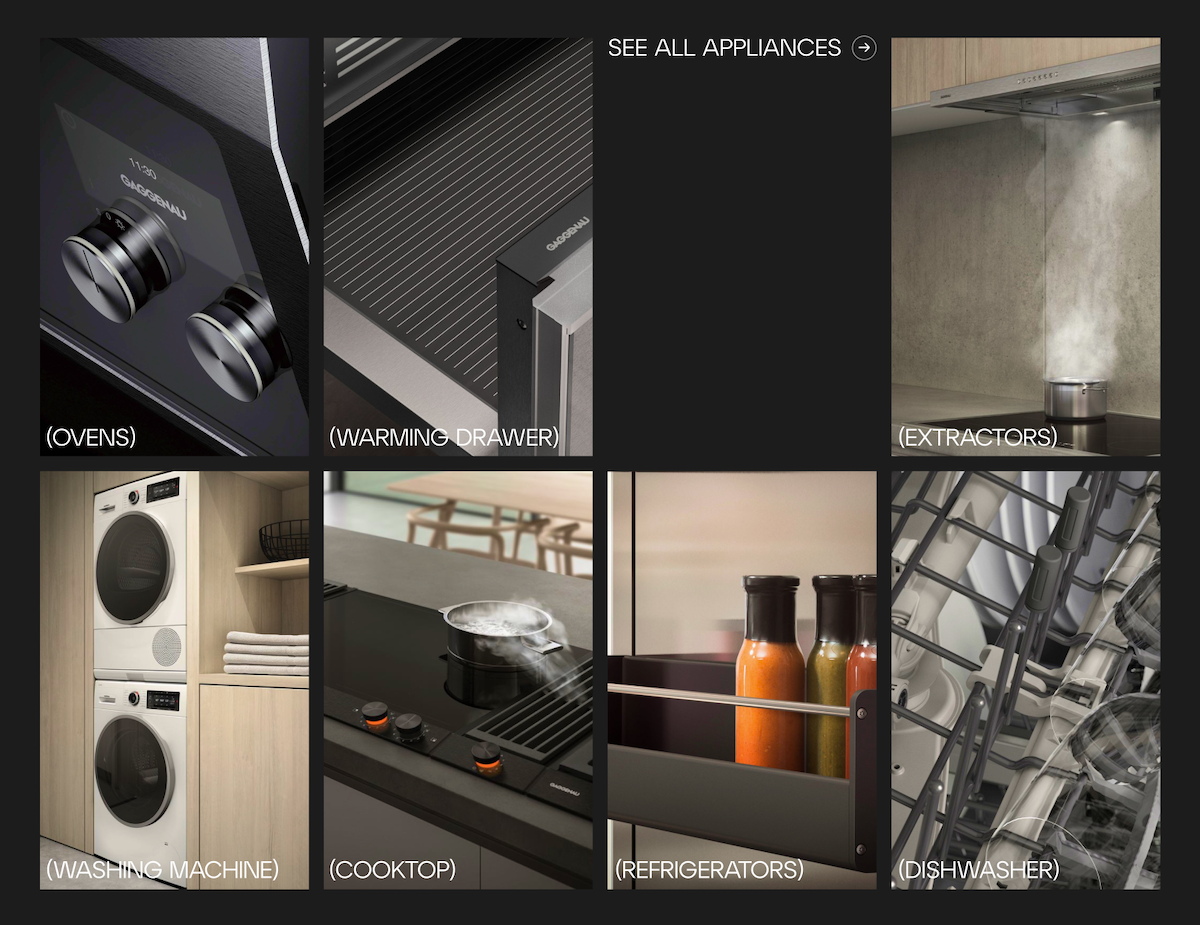 SEE ALL APPLIANCES
11:30
GAGGENAU
GAGGENAU
(OVENS)
(WARMING DRAWER)
(EXTRACTORS)
GAGGENAU
(WASHING MACHINE)
(COOKTOP)
(REFRIGERATORS)
(DISHWASHER)